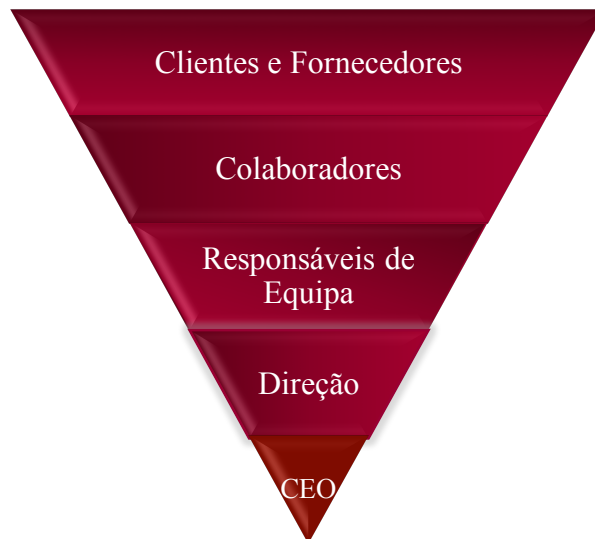 Clientes e Fornecedores
Colaboradores
Responsáveis de
Equipa
Direção
CEO